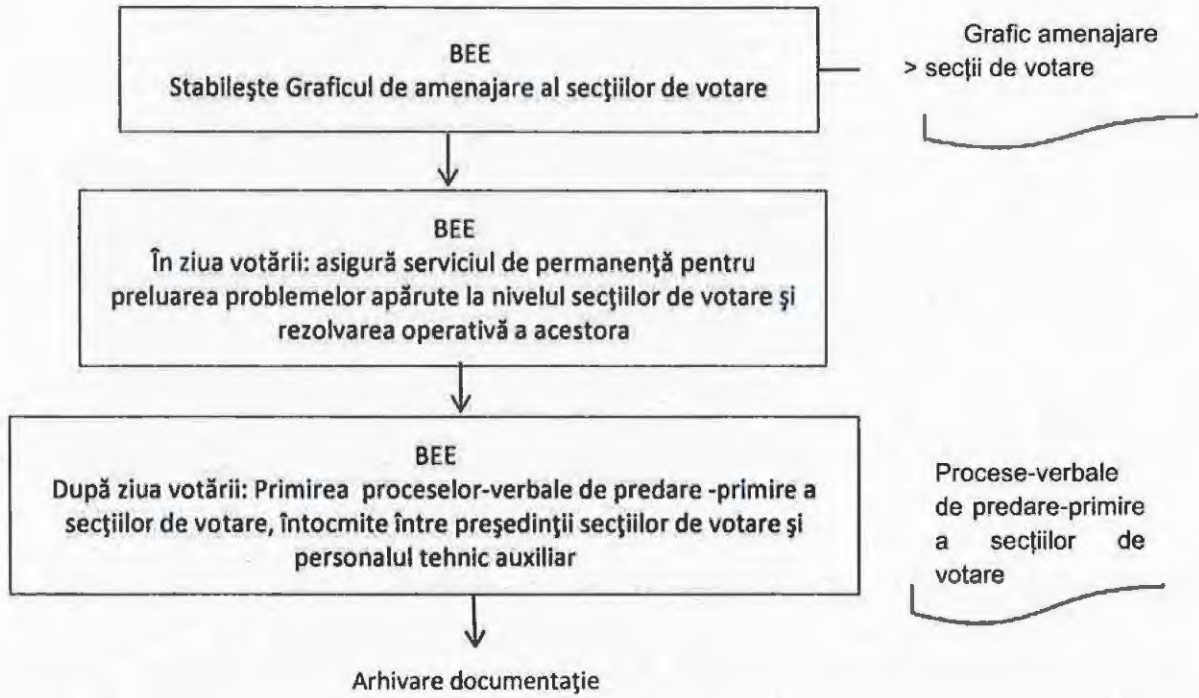 BEE
Stabilește Graficul de amenajare al secţiilor de votare
Grafic amenajare
> secţii de votare
BEE
În ziua votării: asigură serviciul de permanenţă pentru
preluarea problemelor apărute la nivelul secţiilor de votare şi
rezolvarea operativă a acestora
BEE
După ziua votării: Primirea proceselor-verbale de predare -primire a
secţiilor de votare, întocmite între preşedinţii secţiilor de votare şi
personalul tehnic auxiliar
Procese-verbale
de predare-primire
a secţiilor de
votare
Arhivare documentaţie